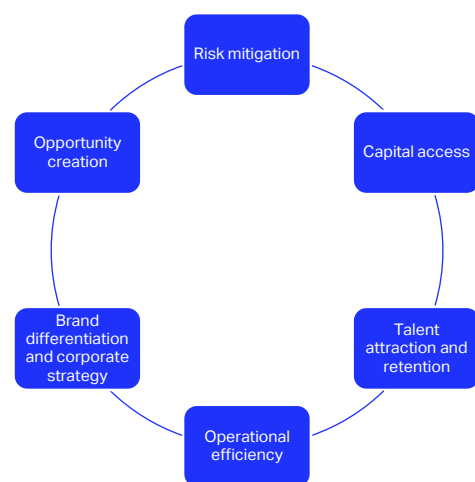 Risk mitigation
Capital access
Talent
attraction and
retention
Operational
efficiency
Brand
differentiation
and corporate
strategy
Opportunity
creation